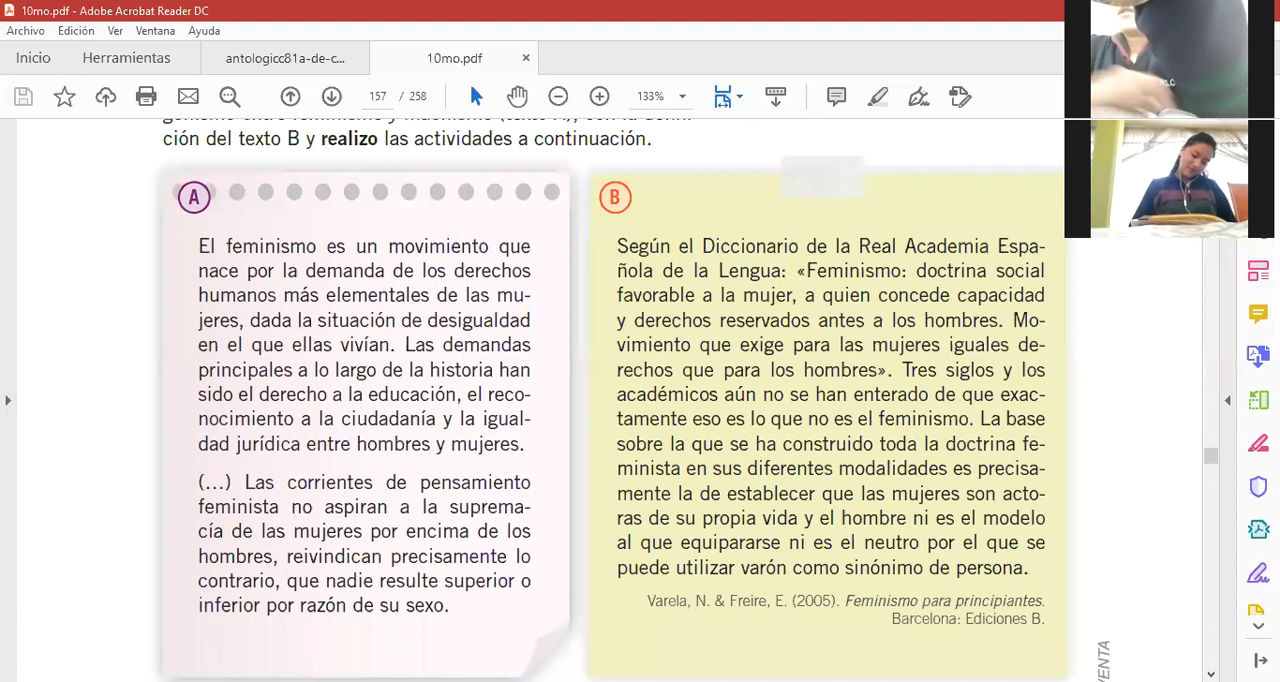 10mo.pdf - Adobe Acrobat Reader DC
Archivo Edición Ver Ventana Ayuda
Inicio Herramientas antologicc81a-de-c... 10mo.pdf ×
157 / 258 133%
ción del texto B y realizo las actividades a continuación.
A
El feminismo es un movimiento que
nace por la demanda de los derechos
humanos más elementales de las mu-
jeres, dada la situación de desigualdad
en el que ellas vivían. Las demandas
principales a lo largo de la historia han
sido el derecho a la educación, el reco-
nocimiento a la ciudadanía y la igual-
dad jurídica entre hombres y mujeres.
(...) Las corrientes de pensamiento
feminista no aspiran a la suprema-
cía de las mujeres por encima de los
hombres, reivindican precisamente lo
contrario, que nadie resulte superior o
inferior por razón de su sexo.
B
Según el Diccionario de la Real Academia Espa-
ñola de la Lengua: «Feminismo: doctrina social
favorable a la mujer, a quien concede capacidad
y derechos reservados antes a los hombres. Mo-
vimiento que exige para las mujeres iguales de-
rechos que para los hombres». Tres siglos y los
académicos aún no se han enterado de que exac-
tamente eso es lo que no es el feminismo. La base
sobre la que se ha construido toda la doctrina fe-
minista en sus diferentes modalidades es precisa-
mente la de establecer que las mujeres son acto-
ras de su propia vida y el hombre ni es el modelo
al que equipararse ni es el neutro por el que se
puede utilizar varón como sinónimo de persona.
Varela, N. & Freire, E. (2005). Feminismo para principiantes.
Barcelona: Ediciones B.
VENTA